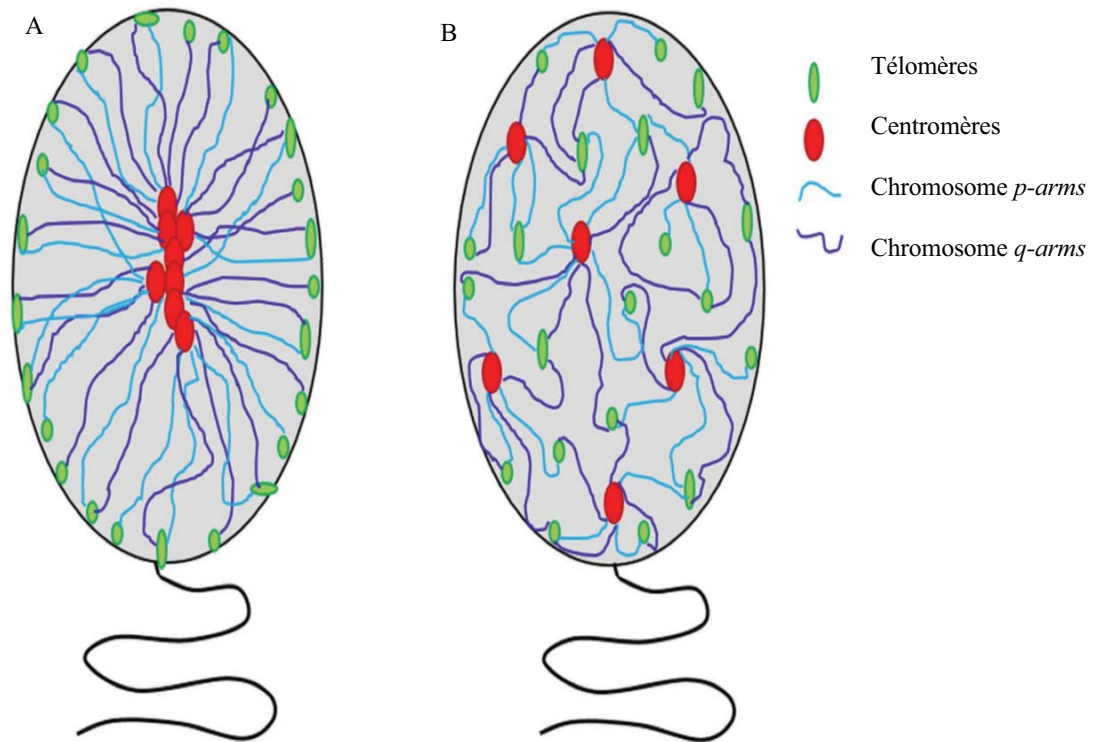 A
B
Télomères
Centromères
Chromosome p-arms
Chromosome q-arms